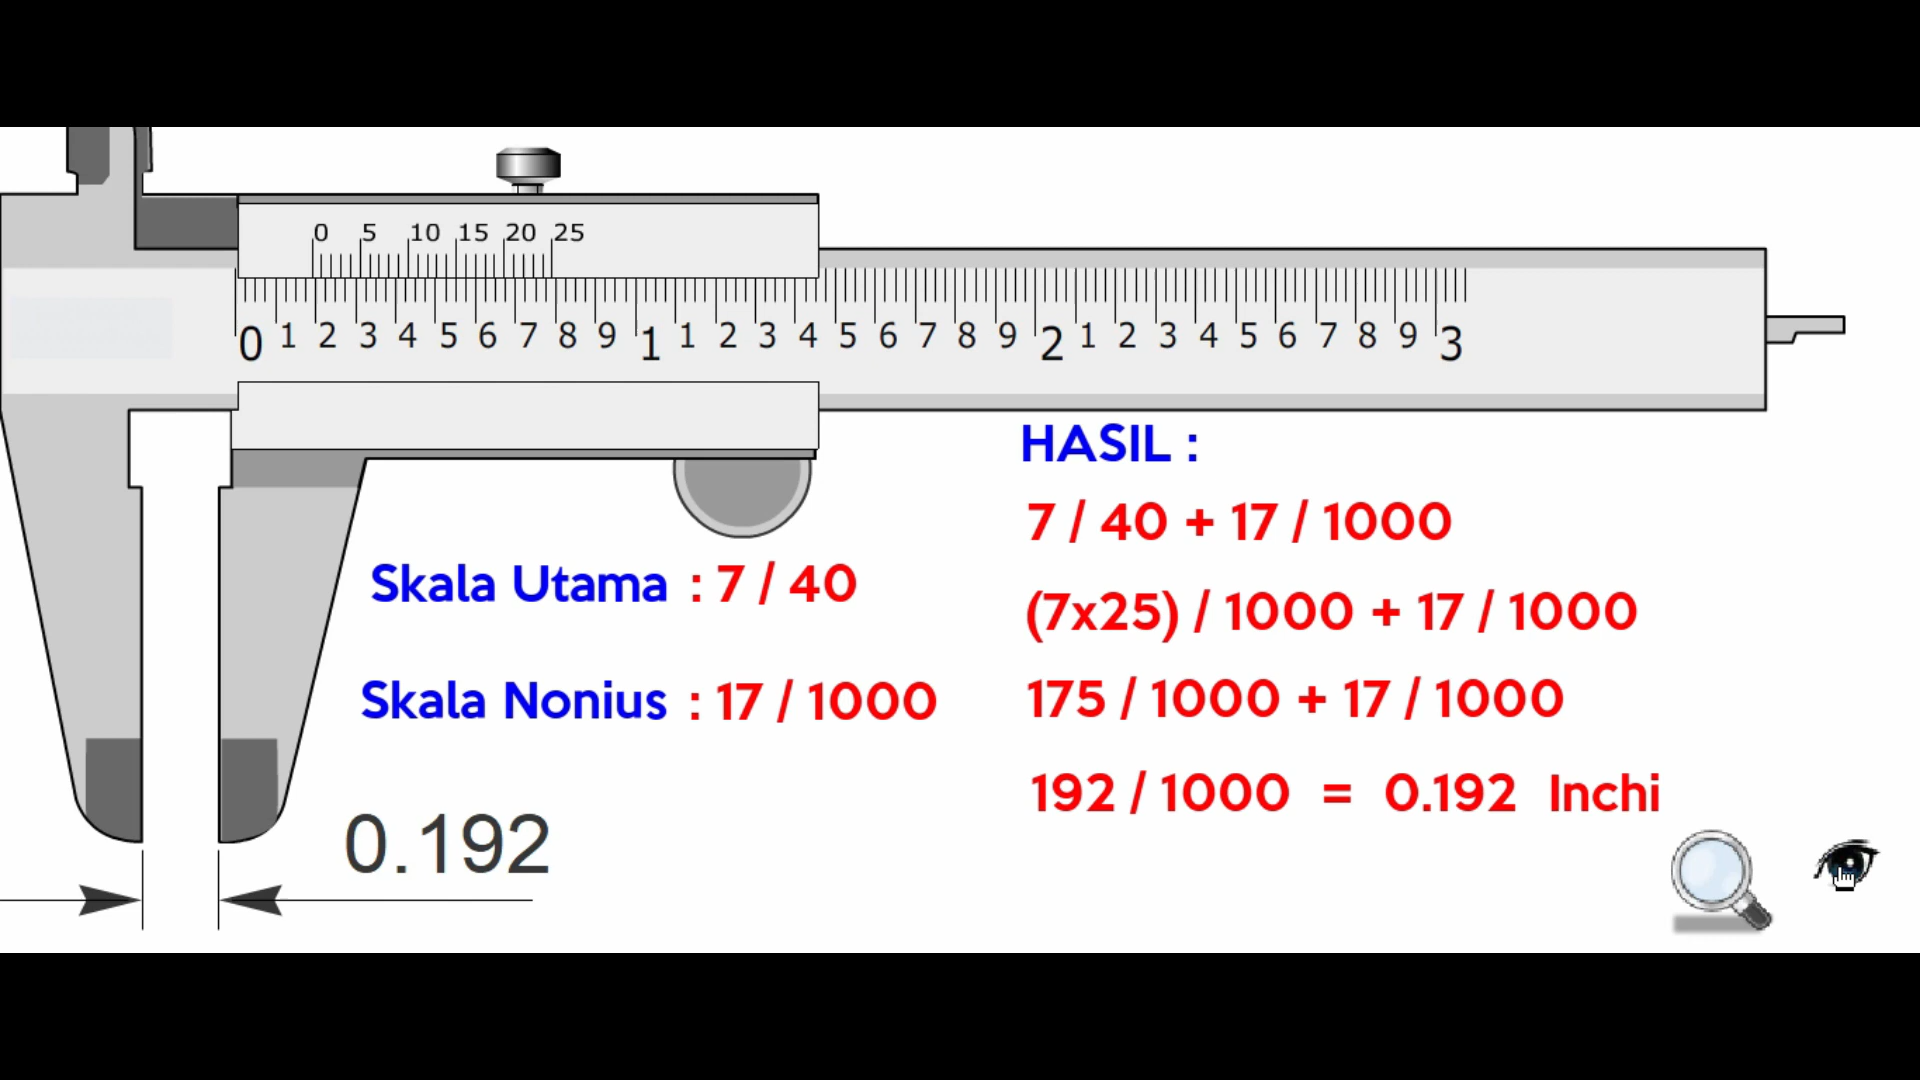 0 5 10 15 20 25
0 1 2 3 4 5 6 7 8 9 1 1 2 3 4 5 6 7 8 9 2 1 2 3 4 5 6 7 8 9 3
HASIL :
7 / 40 + 17 / 1000
Skala Utama : 7 / 40
(7x25) / 1000 + 17 / 1000
Skala Nonius : 17 / 1000
175 / 1000 + 17 / 1000
192 / 1000 = 0.192 Inchi
0.192